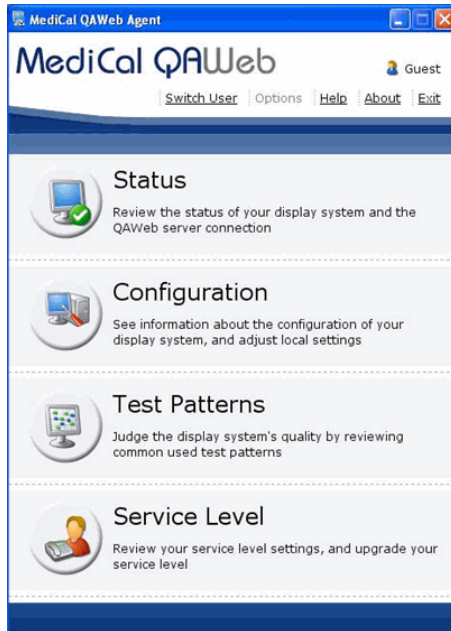 MediCal QAWeb Agent
MediCal QAWeb
Guest
Switch User Options Help About Exit
Status
Review the status of your display system and the
QAWeb server connection
Configuration
See information about the configuration of your
display system, and adjust local settings
Test Patterns
Judge the display system's quality by reviewing
common used test patterns
Service Level
Review your service level settings, and upgrade your
service level